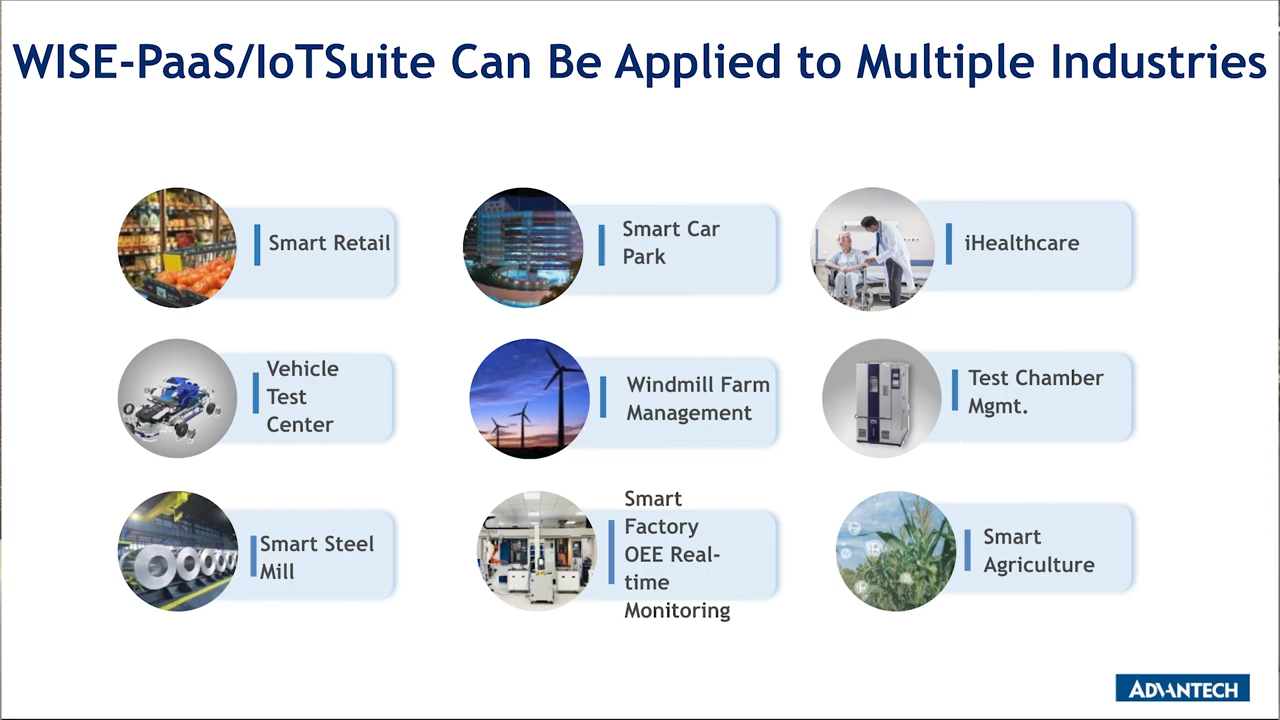 WISE-PaaS/IoTSuite Can Be Applied to Multiple Industries
Smart Retail
Smart Car
Park
iHealthcare
Vehicle
Test
Center
Windmill Farm
Management
Test Chamber
Mgmt.
Smart Steel
Mill
Smart
Factory
OEE Real-
time
Monitoring
Smart
Agriculture
ADVANTECH